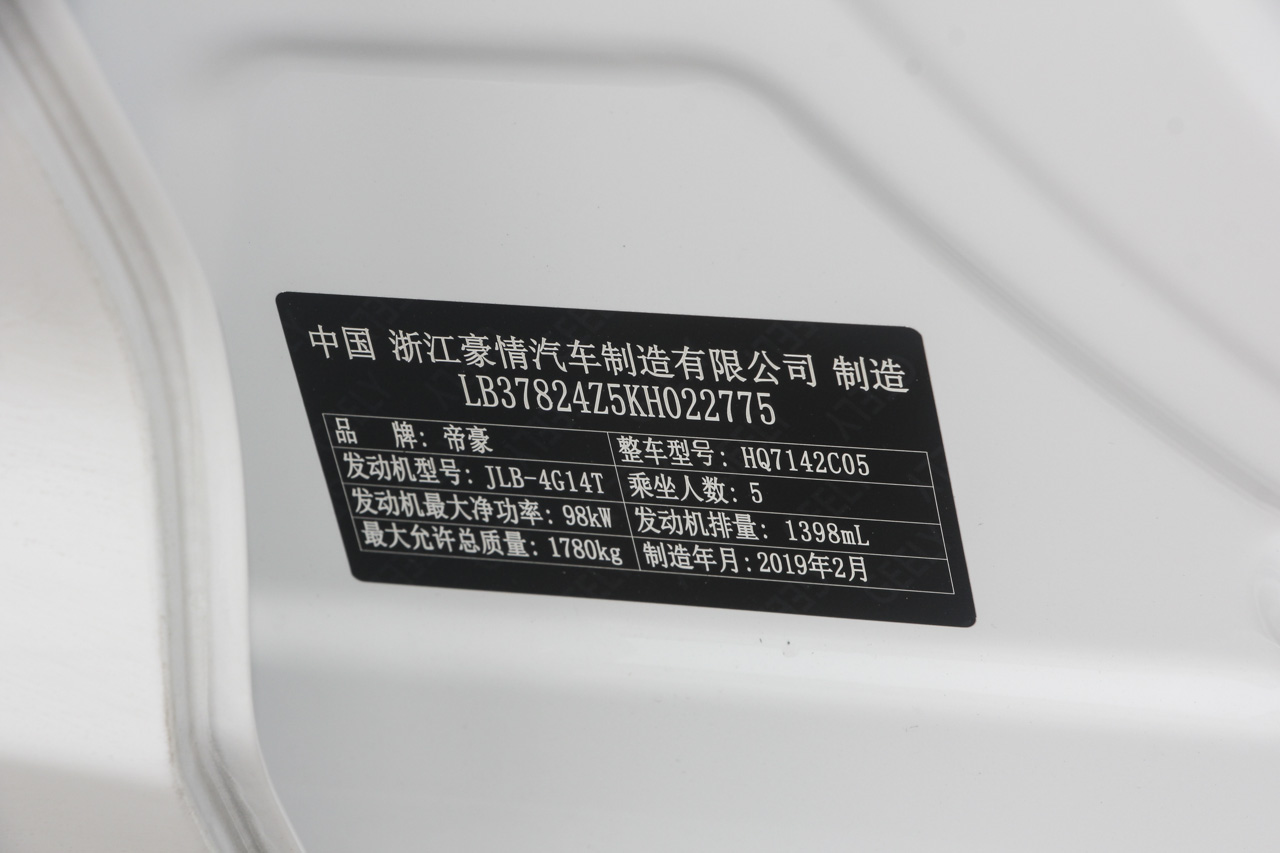 中国 浙江豪情汽车制造有限公司 制造
LB37824Z5KH022775
品 牌: 帝豪 整车型号: HQ7142C05
发动机型号: JLB-4G14T 乘坐人数: 5
发动机最大净功率: 98kW 发动机排量: 1398mL
最大允许总质量: 1780kg 制造年月: 2019年2月